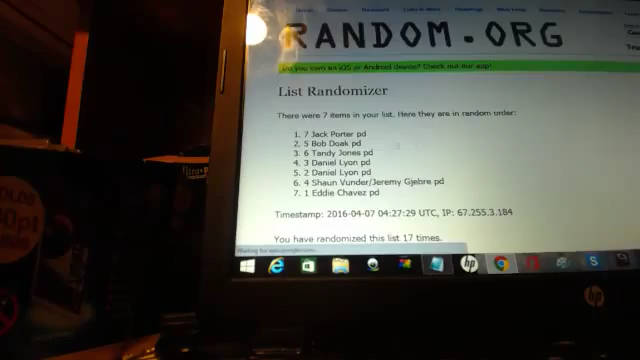 RANDOM.ORG
Do you own an iOS or Android device? Check out our app!
List Randomizer
There were 7 items in your list. Here they are in random order:
1. 7 Jack Porter pd
2. 5 Bob Doak pd
3. 6 Tandy Jones pd
4. 3 Daniel Lyon pd
5. 2 Daniel Lyon pd
6. 4 Shaun Vunder/Jeremy Gjebre pd
7. 1 Eddie Chavez pd
Timestamp: 2016-04-07 04:27:29 UTC, IP: 67.255.3.184
You have randomized this list 17 times.
hp
hp